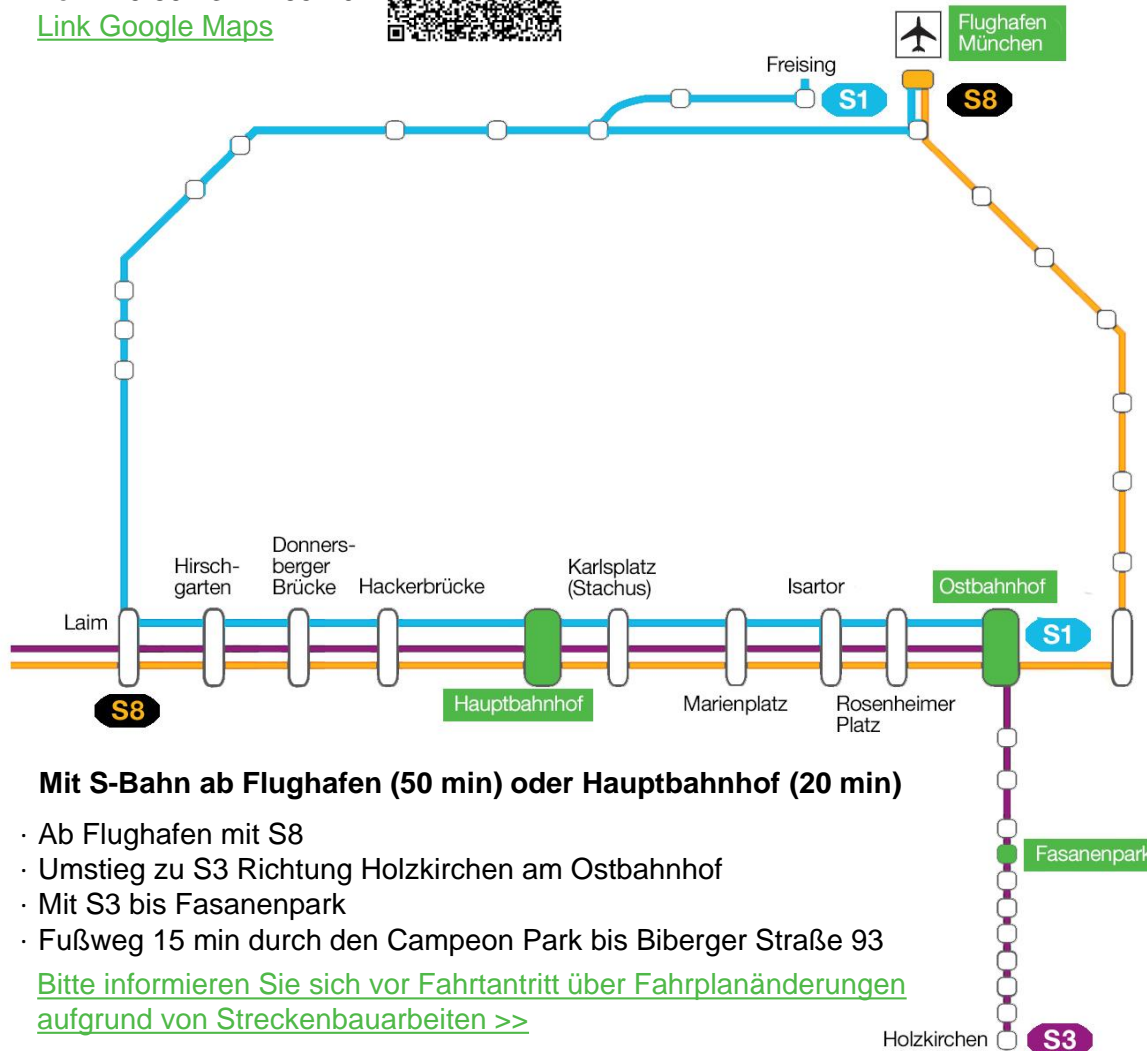 Link Google Maps
Flughafen
München
Freising
S1
S8
Hirsch-
garten
Donners-
berger
Brücke
Hackerbrücke
Karlsplatz
(Stachus)
Isartor
Ostbahnhof
Laim
S1
S8
Hauptbahnhof
Marienplatz
Rosenheimer
Platz
Mit S-Bahn ab Flughafen (50 min) oder Hauptbahnhof (20 min)
· Ab Flughafen mit S8
· Umstieg zu S3 Richtung Holzkirchen am Ostbahnhof
· Mit S3 bis Fasanenpark
· Fußweg 15 min durch den Campeon Park bis Biberger Straße 93
Fasanenpark
Bitte informieren Sie sich vor Fahrtantritt über Fahrplanänderungen
aufgrund von Streckenbauarbeiten >>
Holzkirchen
S3